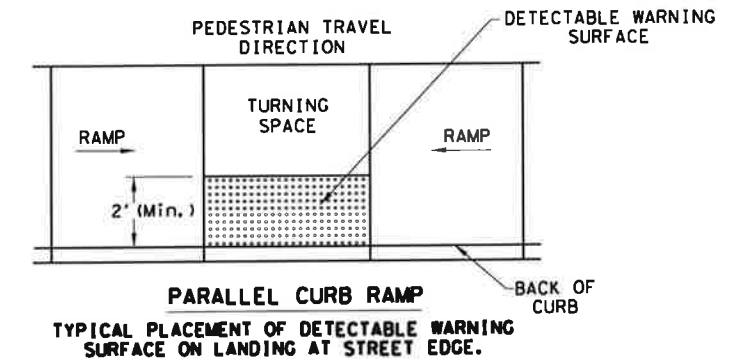 PEDESTRIAN TRAVEL
DIRECTION
DETECTABLE WARNING
SURFACE
TURNING
SPACE
RAMP
RAMP
2' (Min.)
BACK OF
CURB
PARALLEL CURB RAMP
TYPICAL PLACEMENT OF DETECTABLE WARNING
SURFACE ON LANDING AT STREET EDGE.